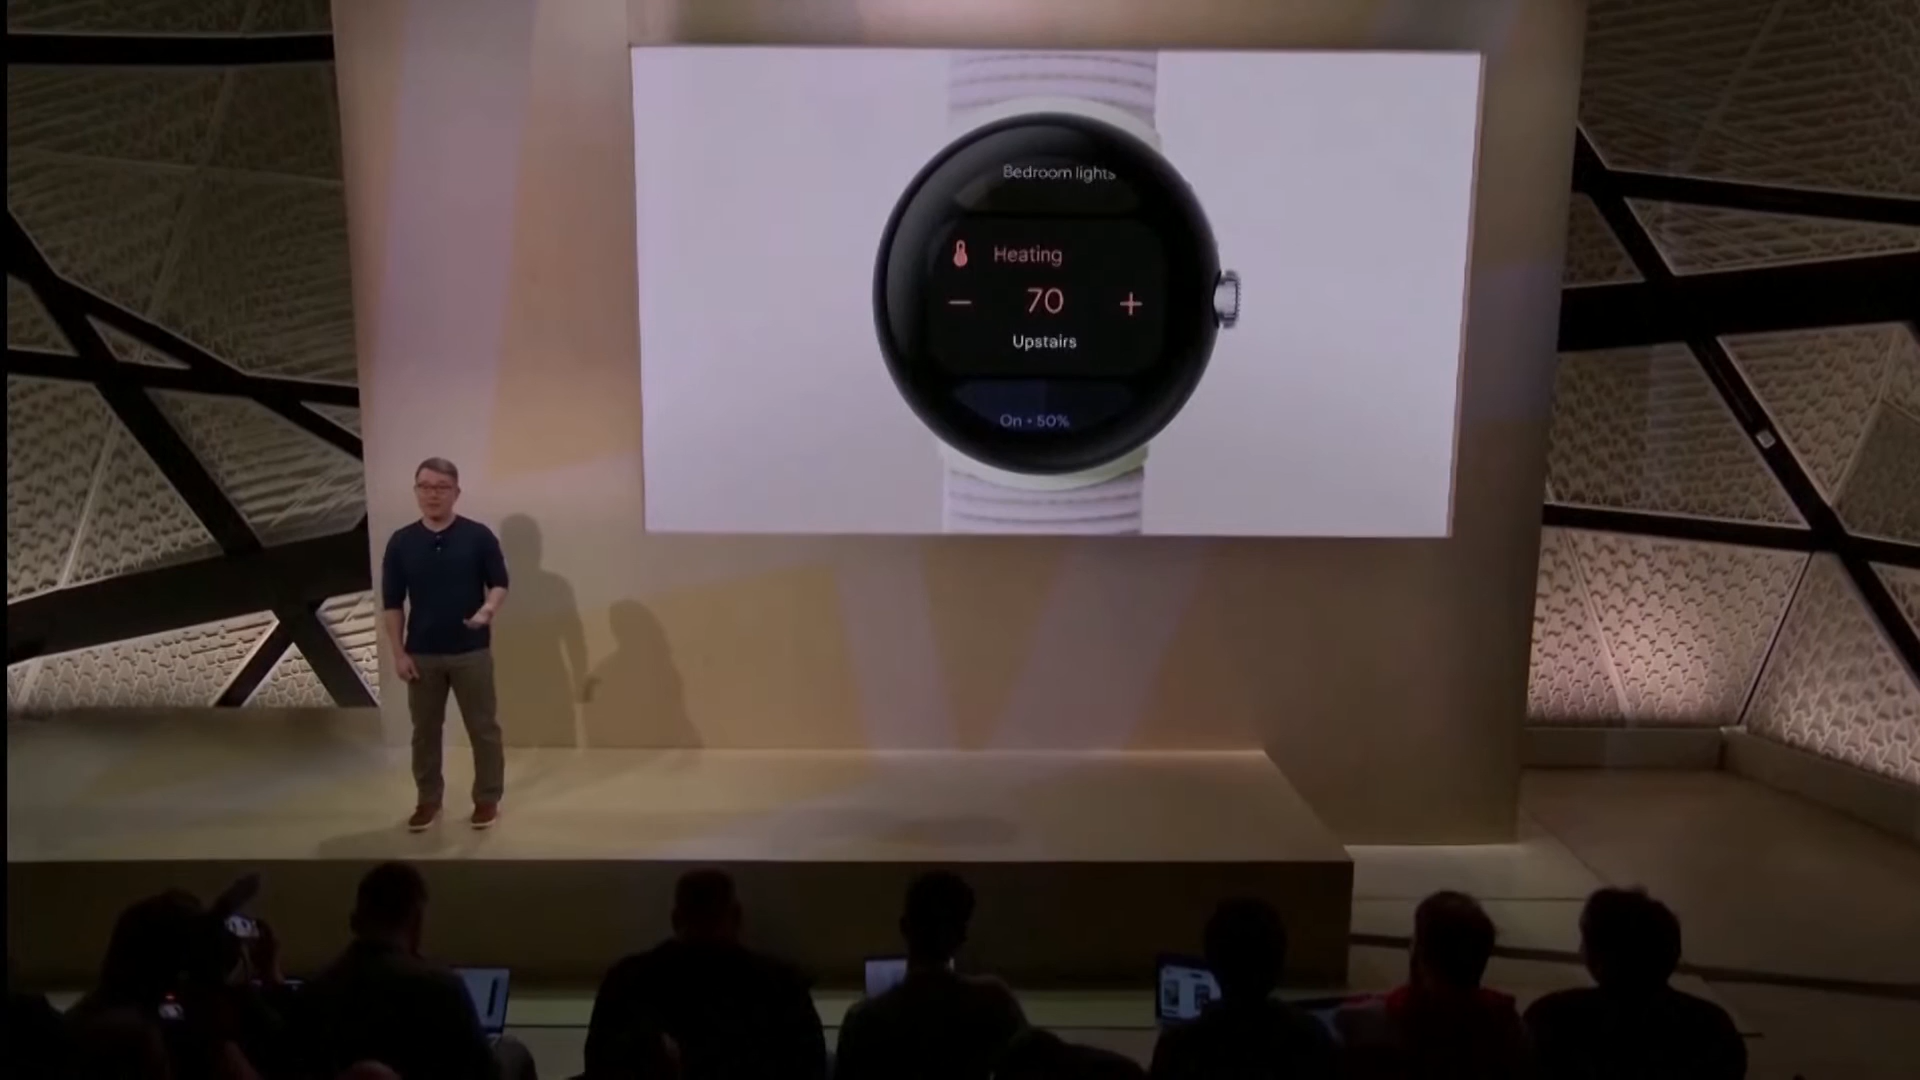 Bedroom lights
Heating
− 70 +
Upstairs
On • 50%